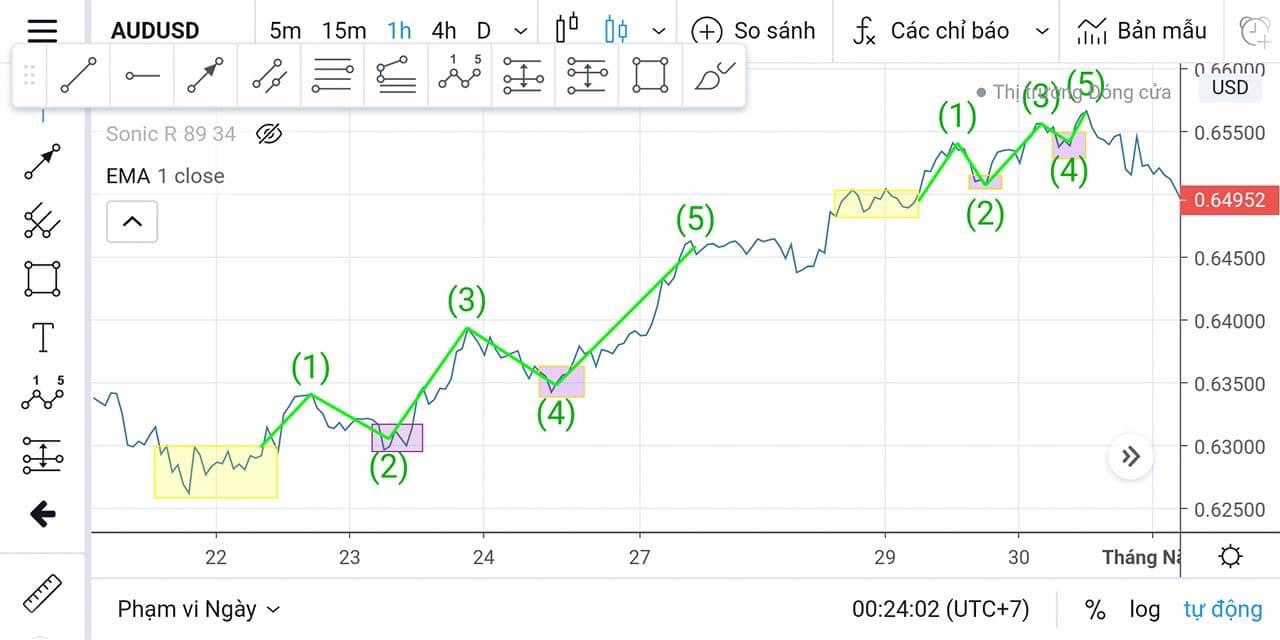 AUDUSD 5m 15m 1h 4h D So sánh Các chỉ báo Bản mẫu
1 5
Thị trường Đóng cửa
USD
Sonic R 89 34
EMA 1 close
0.66000
0.65500
0.64952
0.64500
0.64000
0.63500
0.63000
0.62500
(1)
(2)
(3)
(4)
(5)
(1)
(2)
(3)
(4)
(5)
T
1 5
22 23 24 27 29 30 Tháng Nă
Phạm vi Ngày 00:24:02 (UTC+7) % log tự động